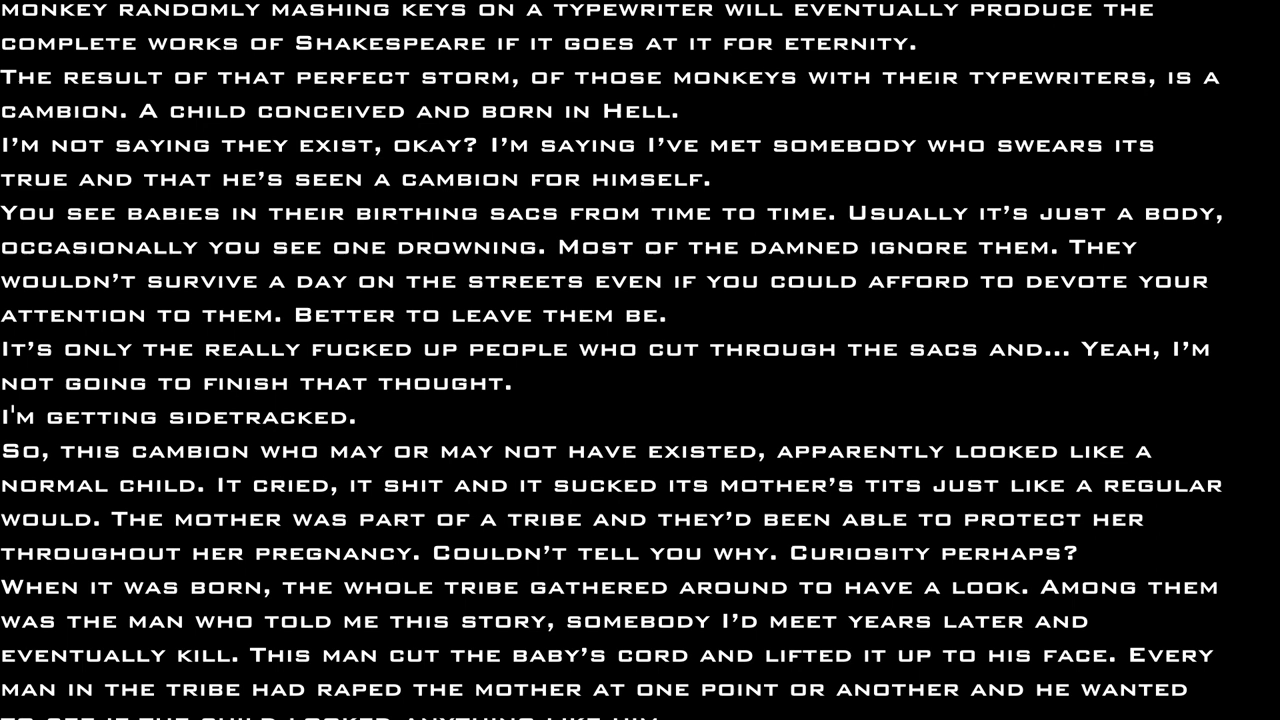 MONKEY RANDOMLY MASHING KEYS ON A TYPEWRITER WILL EVENTUALLY PRODUCE THE
COMPLETE WORKS OF SHAKESPEARE IF IT GOES AT IT FOR ETERNITY.
THE RESULT OF THAT PERFECT STORM, OF THOSE MONKEYS WITH THEIR TYPEWRITERS, IS A
CAMBION. A CHILD CONCEIVED AND BORN IN HELL.
I'M NOT SAYING THEY EXIST, OKAY? I'M SAYING I'VE MET SOMEBODY WHO SWEARS ITS
TRUE AND THAT HE'S SEEN A CAMBION FOR HIMSELF.
YOU SEE BABIES IN THEIR BIRTHING SACS FROM TIME TO TIME. USUALLY IT'S JUST A BODY,
OCCASIONALLY YOU SEE ONE DROWNING. MOST OF THE DAMNED IGNORE THEM. THEY
WOULDN'T SURVIVE A DAY ON THE STREETS EVEN IF YOU COULD AFFORD TO DEVOTE YOUR
ATTENTION TO THEM. BETTER TO LEAVE THEM BE.
IT'S ONLY THE REALLY FUCKED UP PEOPLE WHO CUT THROUGH THE SACS AND... YEAH, I'M
NOT GOING TO FINISH THAT THOUGHT.
I'M GETTING SIDETRACKED.
SO, THIS CAMBION WHO MAY OR MAY NOT HAVE EXISTED, APPARENTLY LOOKED LIKE A
NORMAL CHILD. IT CRIED, IT SHIT AND IT SUCKED ITS MOTHER'S TITS JUST LIKE A REGULAR
WOULD. THE MOTHER WAS PART OF A TRIBE AND THEY'D BEEN ABLE TO PROTECT HER
THROUGHOUT HER PREGNANCY. COULDN'T TELL YOU WHY. CURIOSITY PERHAPS?
WHEN IT WAS BORN, THE WHOLE TRIBE GATHERED AROUND TO HAVE A LOOK. AMONG THEM
WAS THE MAN WHO TOLD ME THIS STORY, SOMEBODY I'D MEET YEARS LATER AND
EVENTUALLY KILL. THIS MAN CUT THE BABY'S CORD AND LIFTED IT UP TO HIS FACE. EVERY
MAN IN THE TRIBE HAD RAPED THE MOTHER AT ONE POINT OR ANOTHER AND HE WANTED
TO SEE IF THE CHILD LOOKED ANYTHING LIKE HIM.